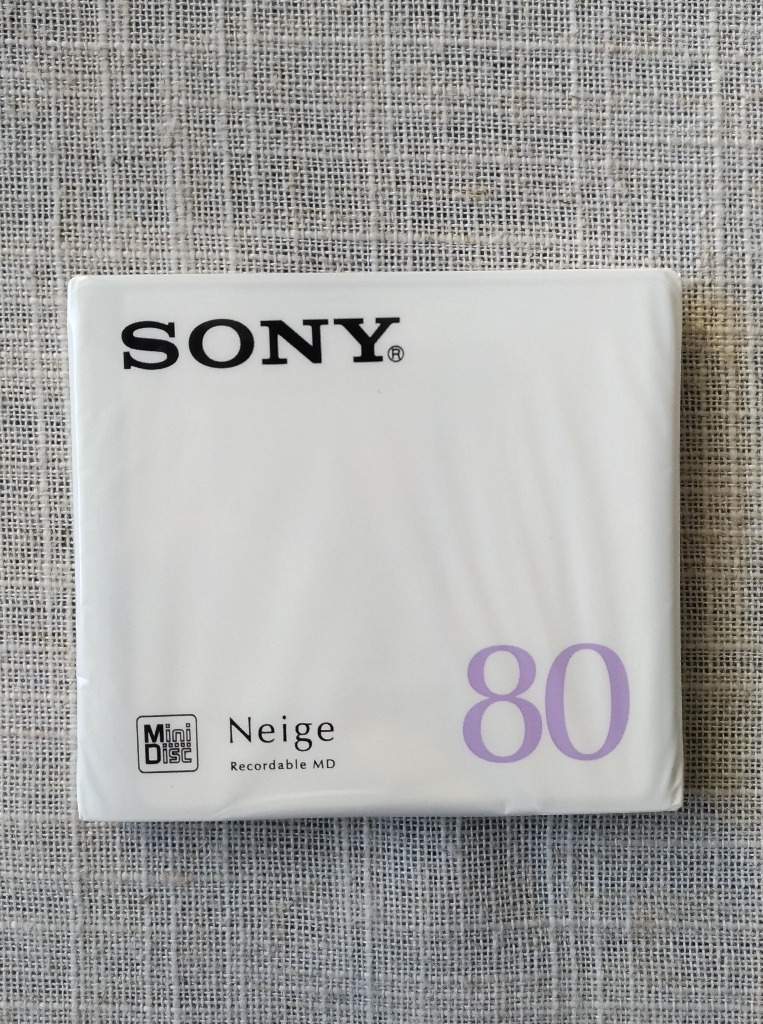 SONY®
Mini
Disc
Neige
Recordable MD
80